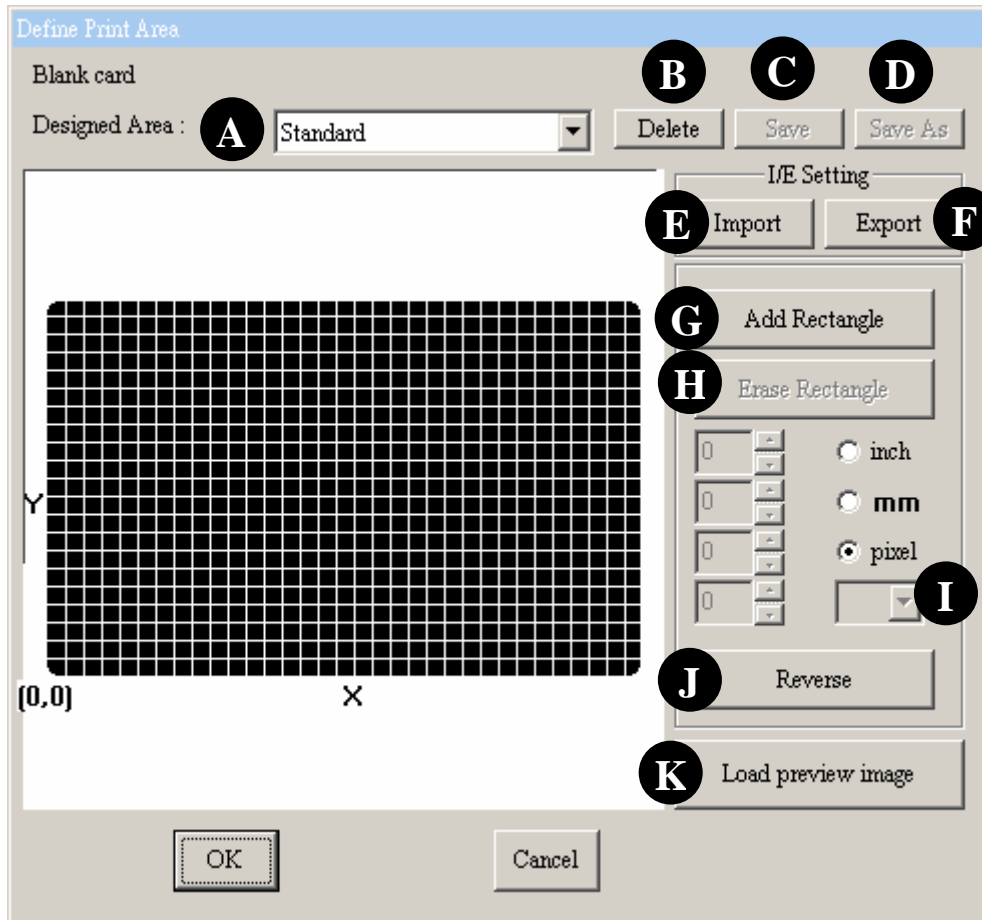 Define Print Area
Blank card
B C D
Designed Area : A Standard Delete Save Save As
I/E Setting
E Import Export F
G Add Rectangle
H Erase Rectangle
0 inch
0 mm
Y
0 pixel
0 I
J Reverse
(0,0) X
K Load preview image
OK Cancel